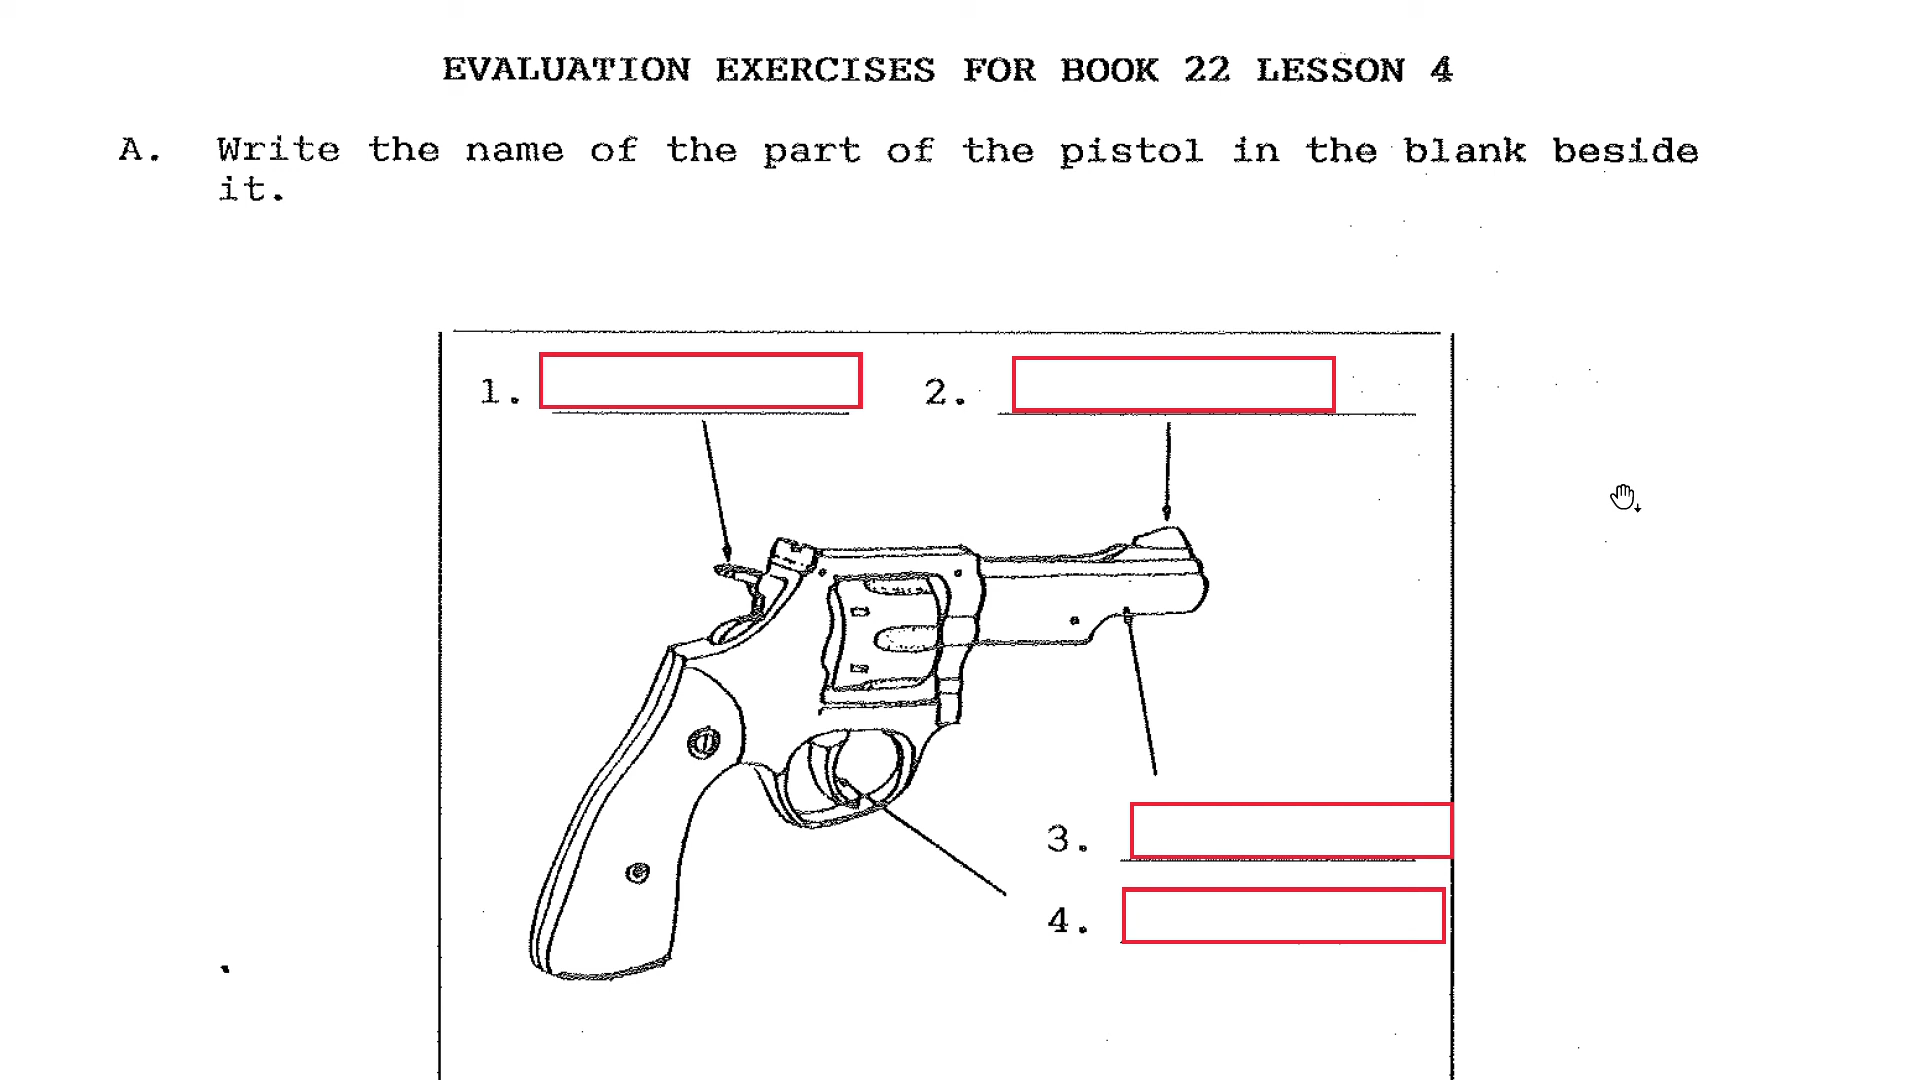 EVALUATION EXERCISES FOR BOOK 22 LESSON 4
A. Write the name of the part of the pistol in the blank beside
it.
1. 2.
3.
4.